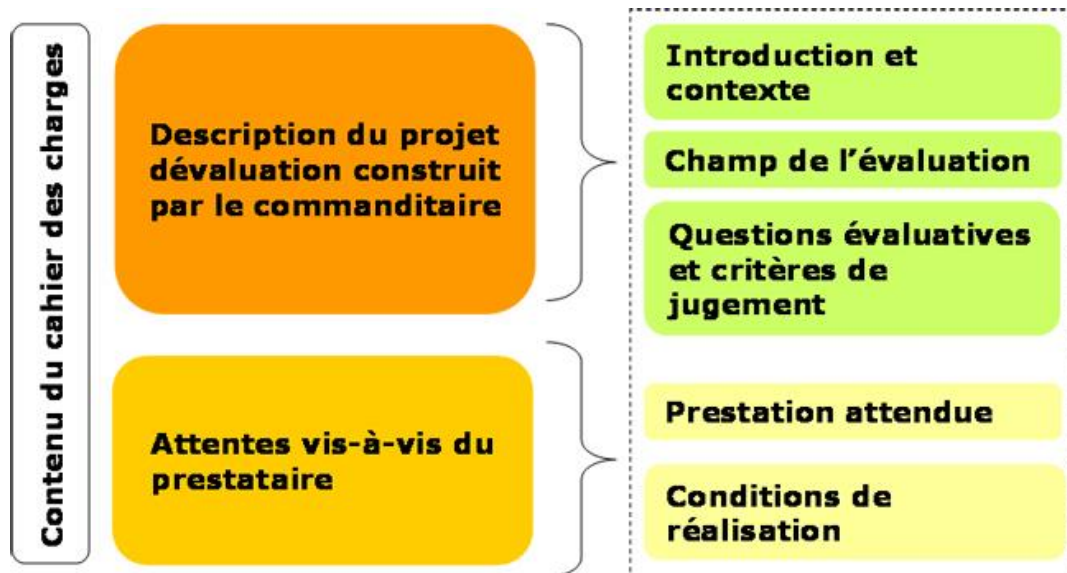 Contenu du cahier des charges
Description du projet
dévaluation construit
par le commanditaire
Introduction et
contexte
Champ de l’évaluation
Questions évaluatives
et critères de
jugement
Attentes vis-à-vis du
prestataire
Prestation attendue
Conditions de
réalisation